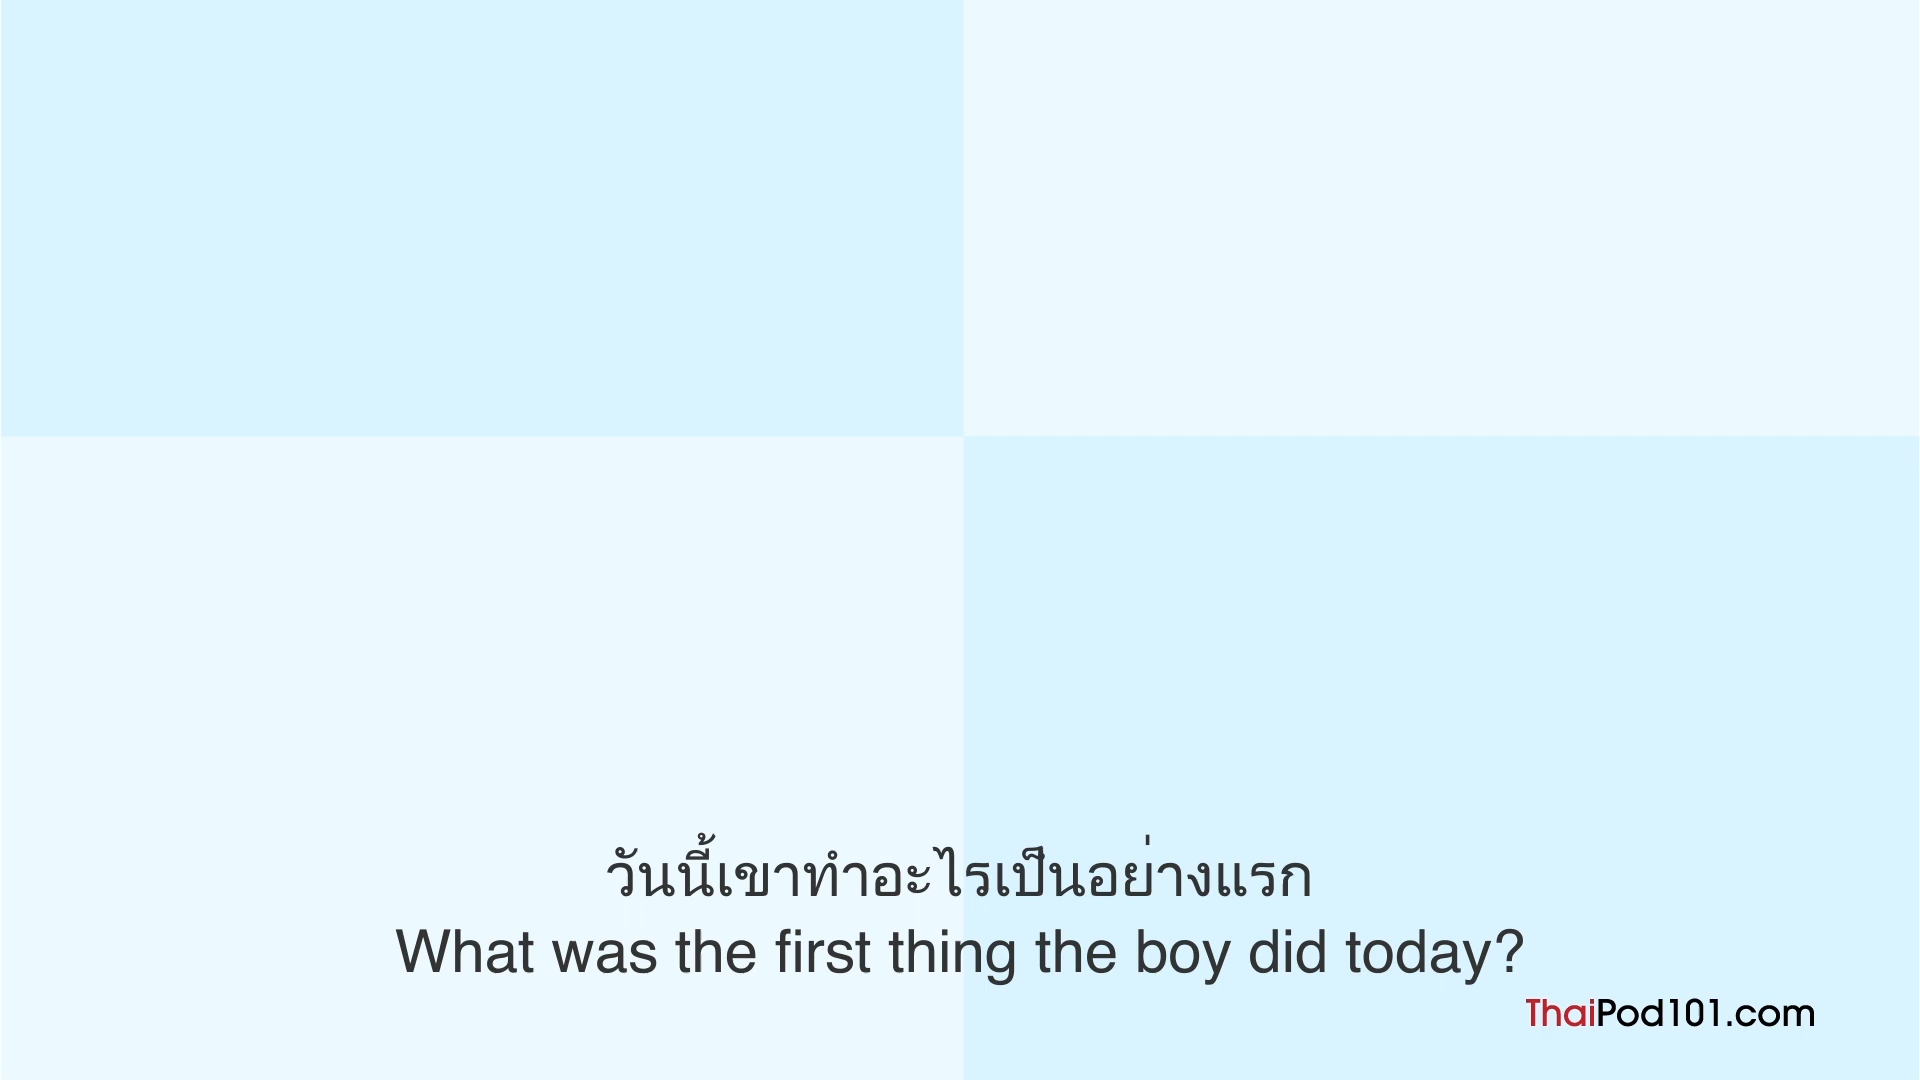 วันนี้เขาทำอะไรเป็นอย่างแรก
What was the first thing the boy did today?
ThaiPod101.com